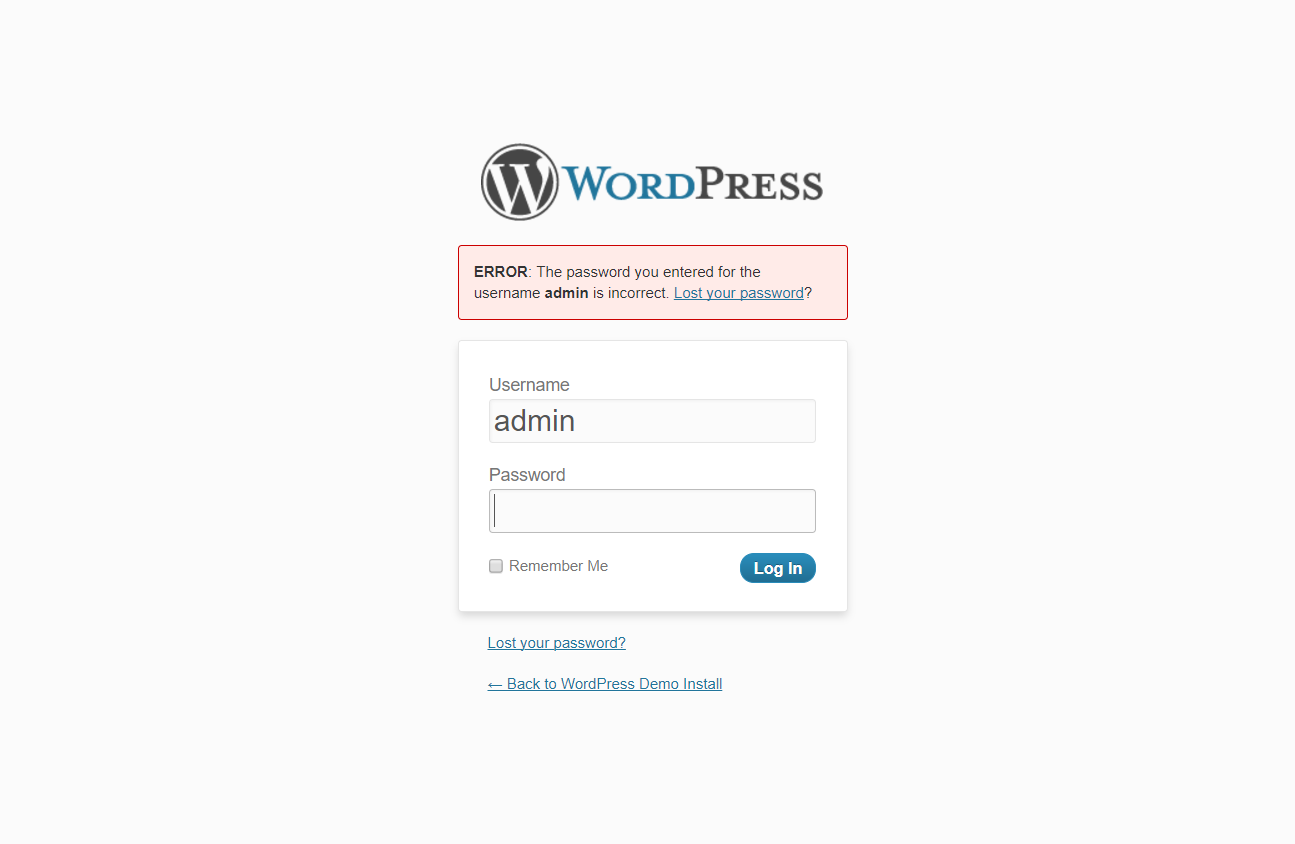 WORDPRESS
ERROR: The password you entered for the
username admin is incorrect. Lost your password?
Username
admin
Password
Remember Me
Log In
Lost your password?
← Back to WordPress Demo Install